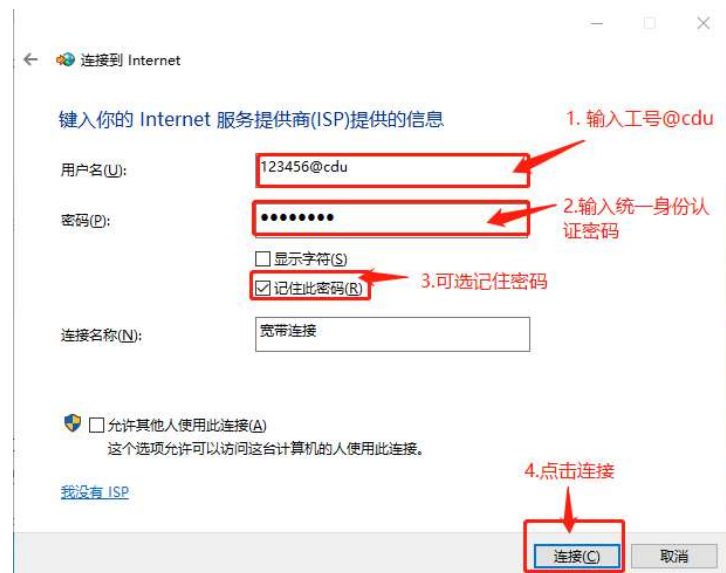 连接到 Internet
键入你的 Internet 服务提供商(ISP)提供的信息
1. 输入工号@cdu
用户名(U):
123456@cdu
密码(P):
●●●●●●●●
2.输入统一身份认
证密码
显示字符(S)
记住此密码(R)
3.可选记住密码
连接名称(N):
宽带连接
允许其他人使用此连接(A)
这个选项允许可以访问这台计算机的人使用此连接。
4.点击连接
我没有 ISP
连接(C)
取消